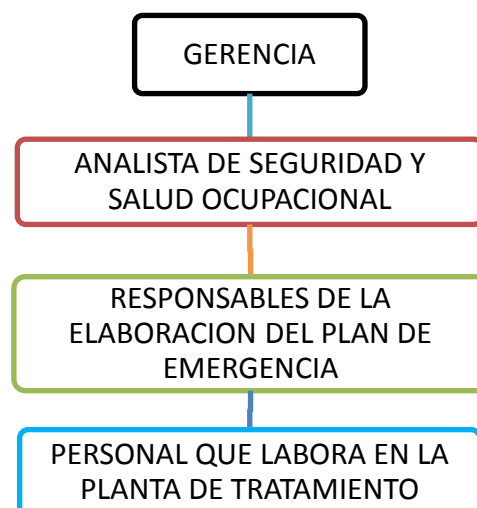 GERENCIA
ANALISTA DE SEGURIDAD Y
SALUD OCUPACIONAL
RESPONSABLES DE LA
ELABORACION DEL PLAN DE
EMERGENCIA
PERSONAL QUE LABORA EN LA
PLANTA DE TRATAMIENTO